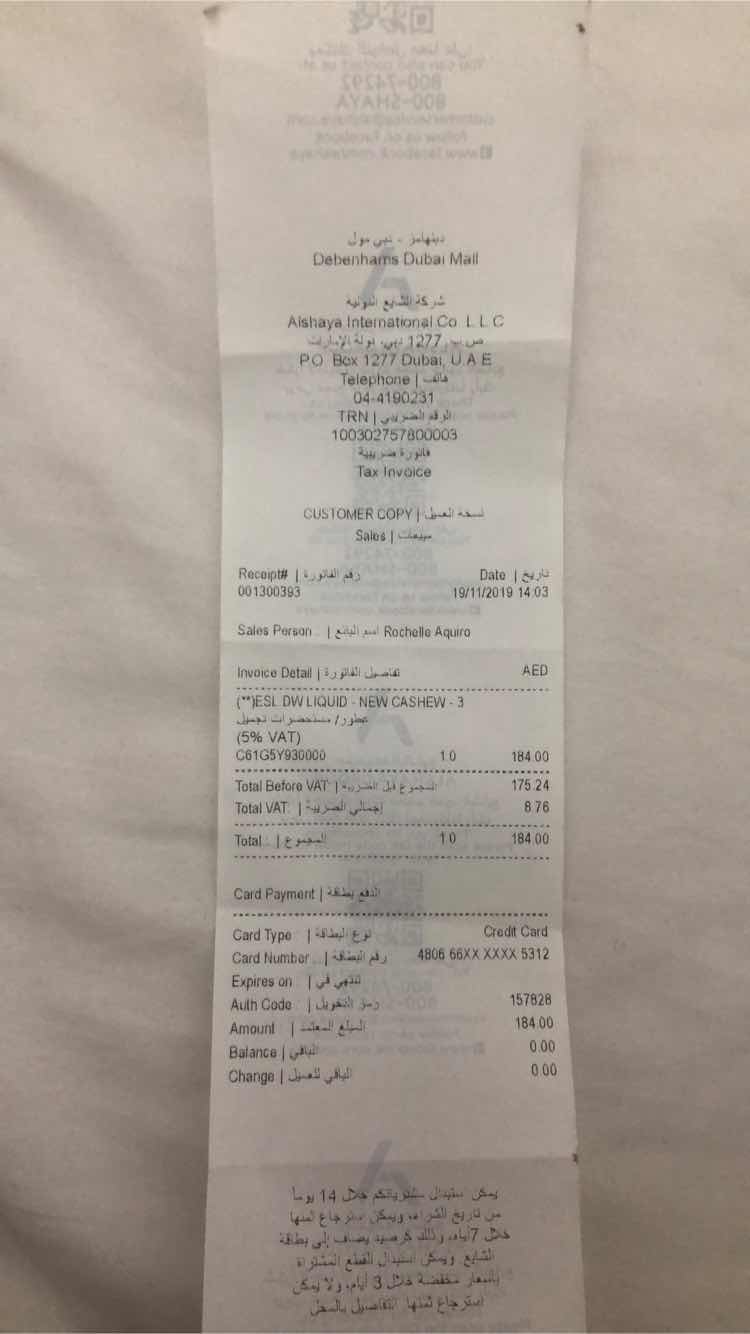 دبنهامز - دبي مول
Debenhams Dubai Mall
شركة الشايع الدولية
Alshaya International Co. L.L.C
ص.ب. 1277 دبي، دولة الإمارات
P.O. Box 1277 Dubai, U.A.E
Telephone | هاتف
04-4190231
TRN | الرقم الضريبي
100302757800003
فاتورة ضريبية
Tax Invoice
CUSTOMER COPY | نسخة العميل
Sales | مبيعات
Receipt# | رقم الفاتورة Date | تاريخ
001300393 19/11/2019 14:03
Sales Person : | اسم البائع Rochelle Aquiro
Invoice Detail | تفاصيل الفاتورة AED
(**)ESL DW LIQUID - NEW CASHEW - 3
عطور/ مستحضرات تجميل
(5% VAT)
C61G5Y930000 1.0 184.00
Total Before VAT | المجموع قبل الضريبة 175.24
Total VAT: | إجمالي الضريبة 8.76
Total : | المجموع 1.0 184.00
Card Payment | الدفع بطاقة
Card Type : | نوع البطاقة Credit Card
Card Number : | رقم البطاقة 4806 66XX XXXX 5312
Expires on : | تنتهي في
Auth Code : | رمز التخويل 157828
Amount : | المبلغ المعتمد 184.00
Balance | الباقي 0.00
Change | الباقي للعميل 0.00
يمكن استبدال مشترياتكم خلال 14 يوماً
من تاريخ الشراء، ويمكن استرجاع ثمنها
خلال 7 أيام، وذلك كرصيد يضاف إلى بطاقة
الشايع. ويمكن استبدال القطع المشتراة
بأسعار مخفضة خلال 3 أيام، ولا يمكن
استرجاع ثمنها. التفاصيل بالمحل